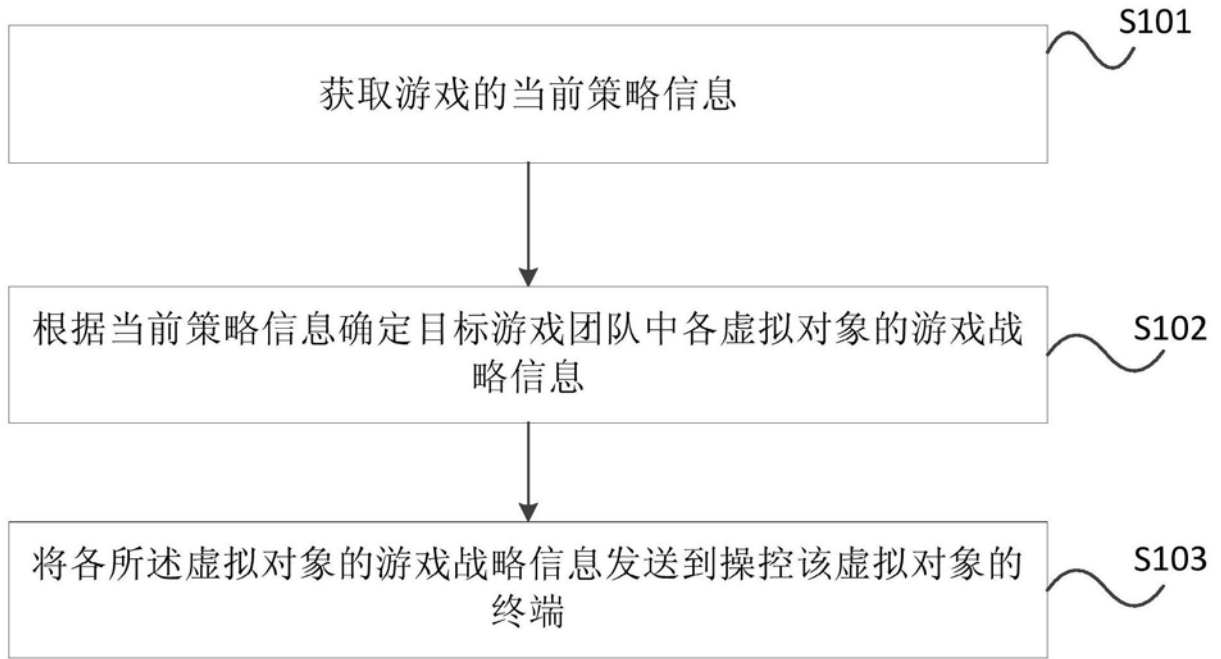 S101
获取游戏的当前策略信息
根据当前策略信息确定目标游戏团队中各虚拟对象的游戏战
略信息
S102
将各所述虚拟对象的游戏战略信息发送到操控该虚拟对象的
终端
S103